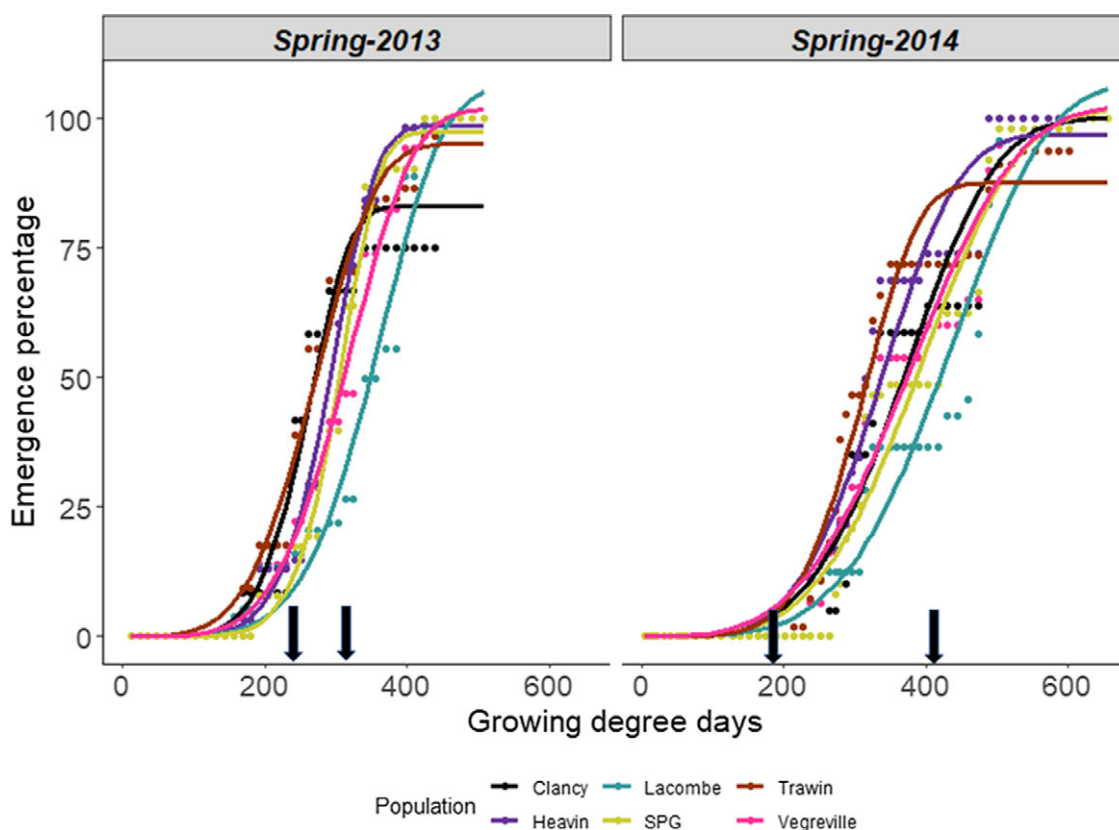 Spring-2013 Spring-2014
100
75
50
25
0
Emergence percentage
0 200 400 600 0 200 400 600
Growing degree days
Population
Clancy Lacombe Trawin
Heavin SPG Vegreville